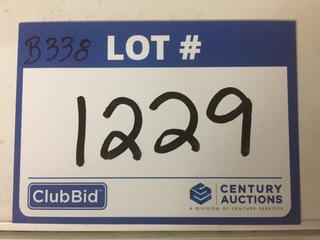 B338 LOT #
1229
ClubBid
CENTURY
AUCTIONS
A DIVISION OF CENTURY SERVICES